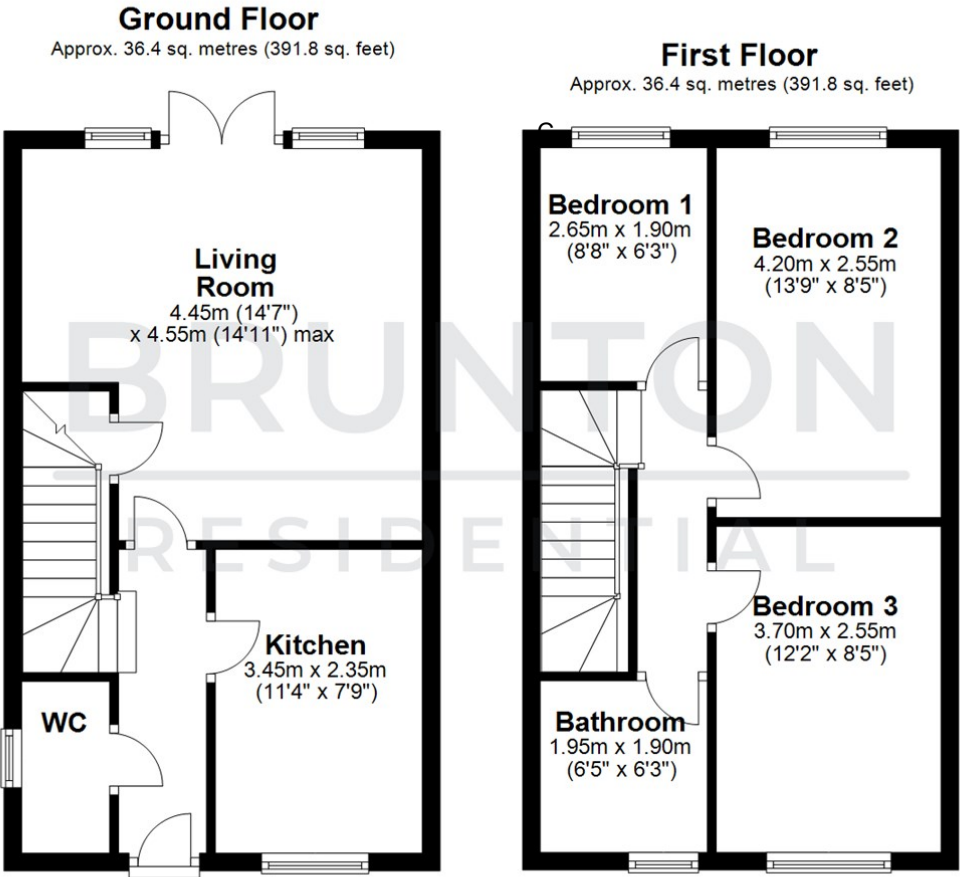 Ground Floor
Approx. 36.4 sq. metres (391.8 sq. feet)
Living
Room
4.45m (14'7")
x 4.55m (14'11") max
Kitchen
3.45m x 2.35m
(11'4" x 7'9")
WC
First Floor
Approx. 36.4 sq. metres (391.8 sq. feet)
C
Bedroom 1
2.65m x 1.90m
(8'8" x 6'3")
Bedroom 2
4.20m x 2.55m
(13'9" x 8'5")
Bedroom 3
3.70m x 2.55m
(12'2" x 8'5")
Bathroom
1.95m x 1.90m
(6'5" x 6'3")
BRUNTON
RESIDENTIAL